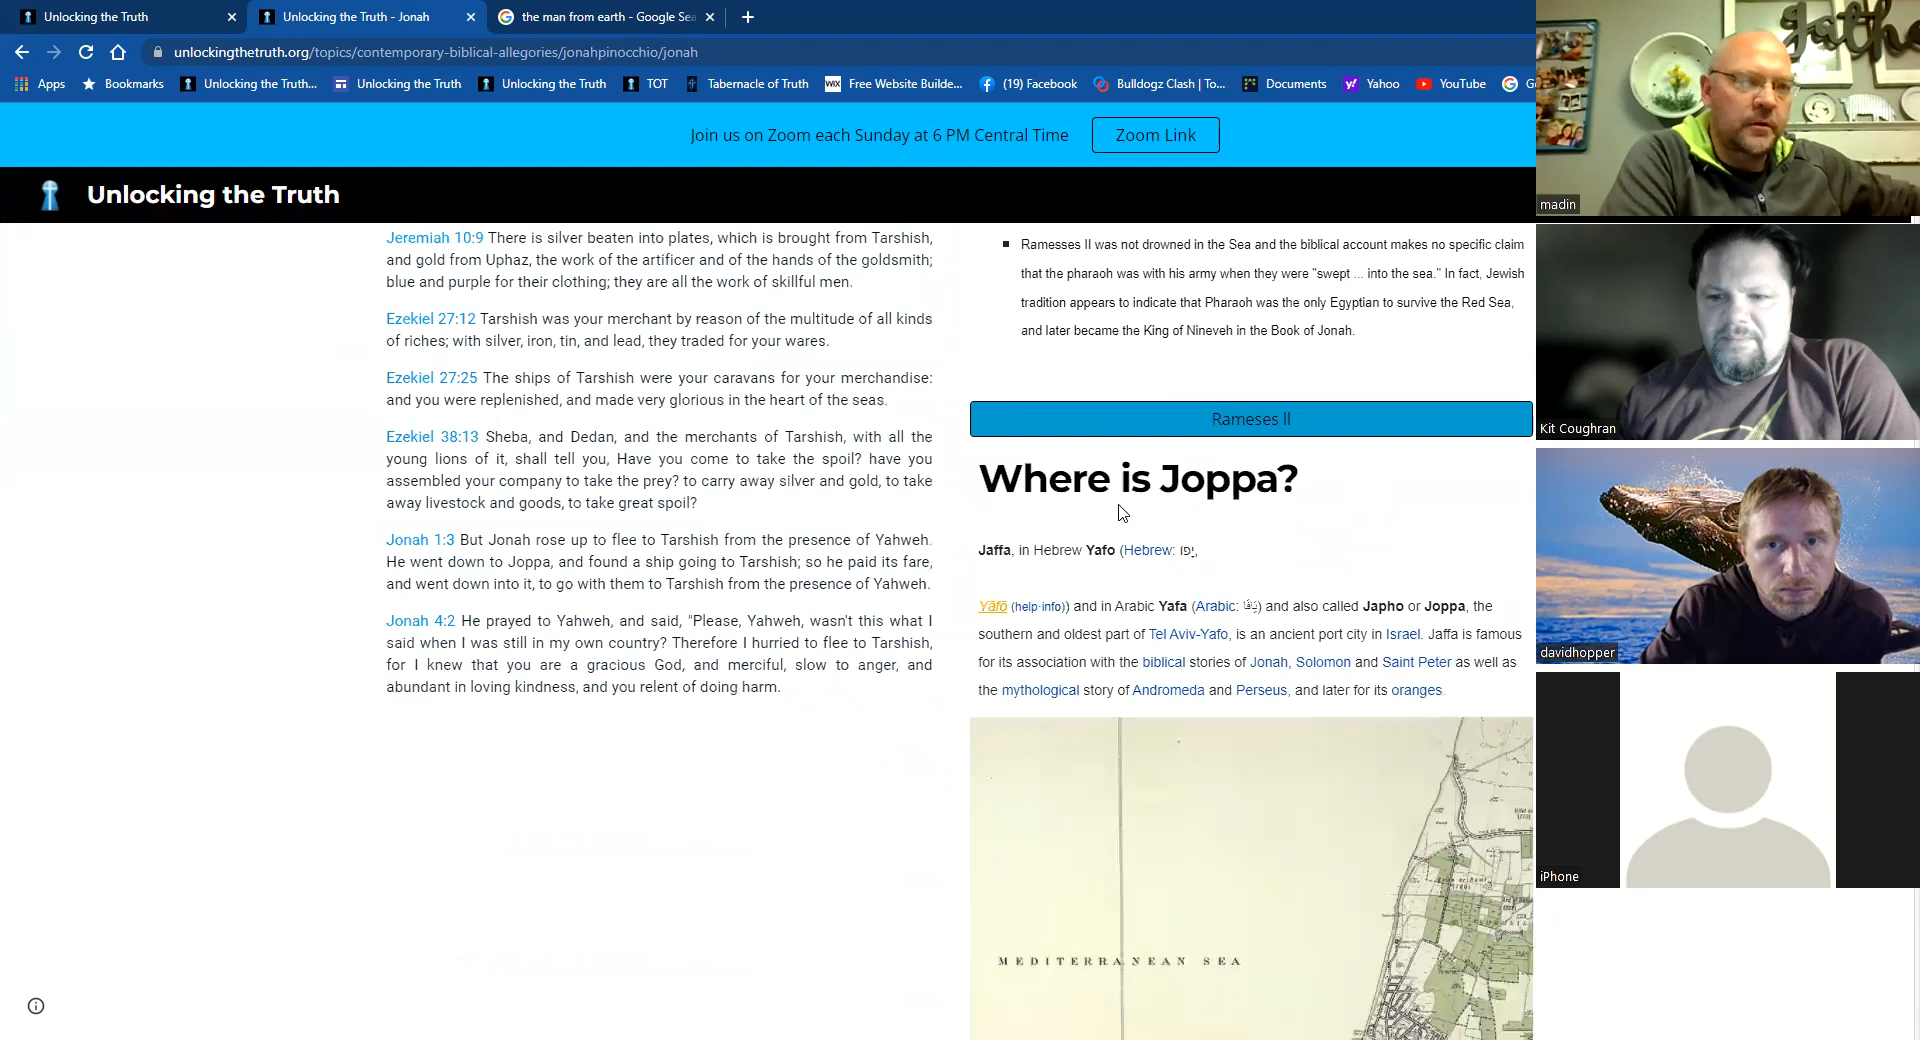 Unlocking the Truth
Unlocking the Truth - Jonah
the man from earth - Google Sea
unlockingthetruth.org/topics/contemporary-biblical-allegories/jonahpinocchio/jonah
Apps Bookmarks Unlocking the Truth... Unlocking the Truth Unlocking the Truth TOT Tabernacle of Truth Free Website Builde... (19) Facebook Bulldogz Clash | To... Documents Yahoo YouTube
Join us on Zoom each Sunday at 6 PM Central Time Zoom Link
Unlocking the Truth
Jeremiah 10:9 There is silver beaten into plates, which is brought from Tarshish,
and gold from Uphaz, the work of the artificer and of the hands of the goldsmith;
blue and purple for their clothing; they are all the work of skillful men.
Ezekiel 27:12 Tarshish was your merchant by reason of the multitude of all kinds
of riches; with silver, iron, tin, and lead, they traded for your wares.
Ezekiel 27:25 The ships of Tarshish were your caravans for your merchandise:
and you were replenished, and made very glorious in the heart of the seas.
Ezekiel 38:13 Sheba, and Dedan, and the merchants of Tarshish, with all the
young lions of it, shall tell you, Have you come to take the spoil? have you
assembled your company to take the prey? to carry away silver and gold, to take
away livestock and goods, to take great spoil?
Jonah 1:3 But Jonah rose up to flee to Tarshish from the presence of Yahweh.
He went down to Joppa, and found a ship going to Tarshish; so he paid its fare,
and went down into it, to go with them to Tarshish from the presence of Yahweh.
Jonah 4:2 He prayed to Yahweh, and said, "Please, Yahweh, wasn't this what I
said when I was still in my own country? Therefore I hurried to flee to Tarshish,
for I knew that you are a gracious God, and merciful, slow to anger, and
abundant in loving kindness, and you relent of doing harm.
Ramesses II was not drowned in the Sea and the biblical account makes no specific claim
that the pharaoh was with his army when they were "swept ... into the sea." In fact, Jewish
tradition appears to indicate that Pharaoh was the only Egyptian to survive the Red Sea,
and later became the King of Nineveh in the Book of Jonah.
Rameses II
Where is Joppa?
Jaffa, in Hebrew Yafo (Hebrew: יָפוֹ,
Yāfō (help·info)) and in Arabic Yafa (Arabic: يَافَا) and also called Japho or Joppa, the
southern and oldest part of Tel Aviv-Yafo, is an ancient port city in Israel. Jaffa is famous
for its association with the biblical stories of Jonah, Solomon and Saint Peter as well as
the mythological story of Andromeda and Perseus, and later for its oranges.
MEDITERRANEAN SEA
gathe
madin
Kit Coughran
davidhopper
iPhone